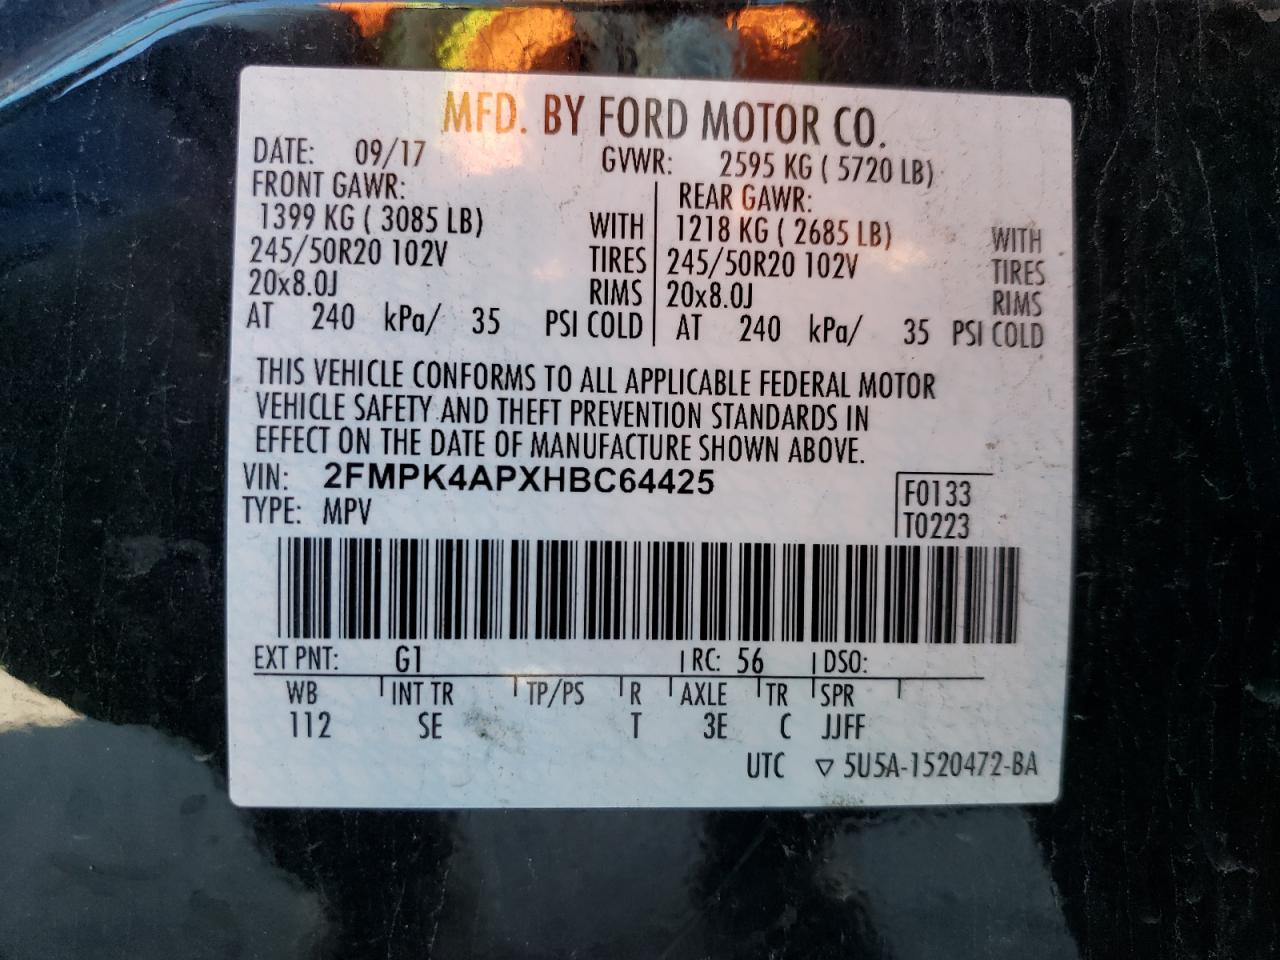 MFD. BY FORD MOTOR CO.
DATE: 09/17 GVWR: 2595 KG ( 5720 LB)
FRONT GAWR: REAR GAWR:
1399 KG ( 3085 LB) WITH 1218 KG ( 2685 LB) WITH
245/50R20 102V TIRES 245/50R20 102V TIRES
20x8.0J RIMS 20x8.0J RIMS
AT 240 kPa/ 35 PSI COLD AT 240 kPa/ 35 PSI COLD
THIS VEHICLE CONFORMS TO ALL APPLICABLE FEDERAL MOTOR
VEHICLE SAFETY AND THEFT PREVENTION STANDARDS IN
EFFECT ON THE DATE OF MANUFACTURE SHOWN ABOVE.
VIN: 2FMPK4APXHBC64425
F0133
TYPE: MPV
T0223
EXT PNT: G1 RC: 56 DSO:
WB INT TR TP/PS R AXLE TR SPR
112 SE T 3E C JJFF
UTC ▽ 5U5A-1520472-BA